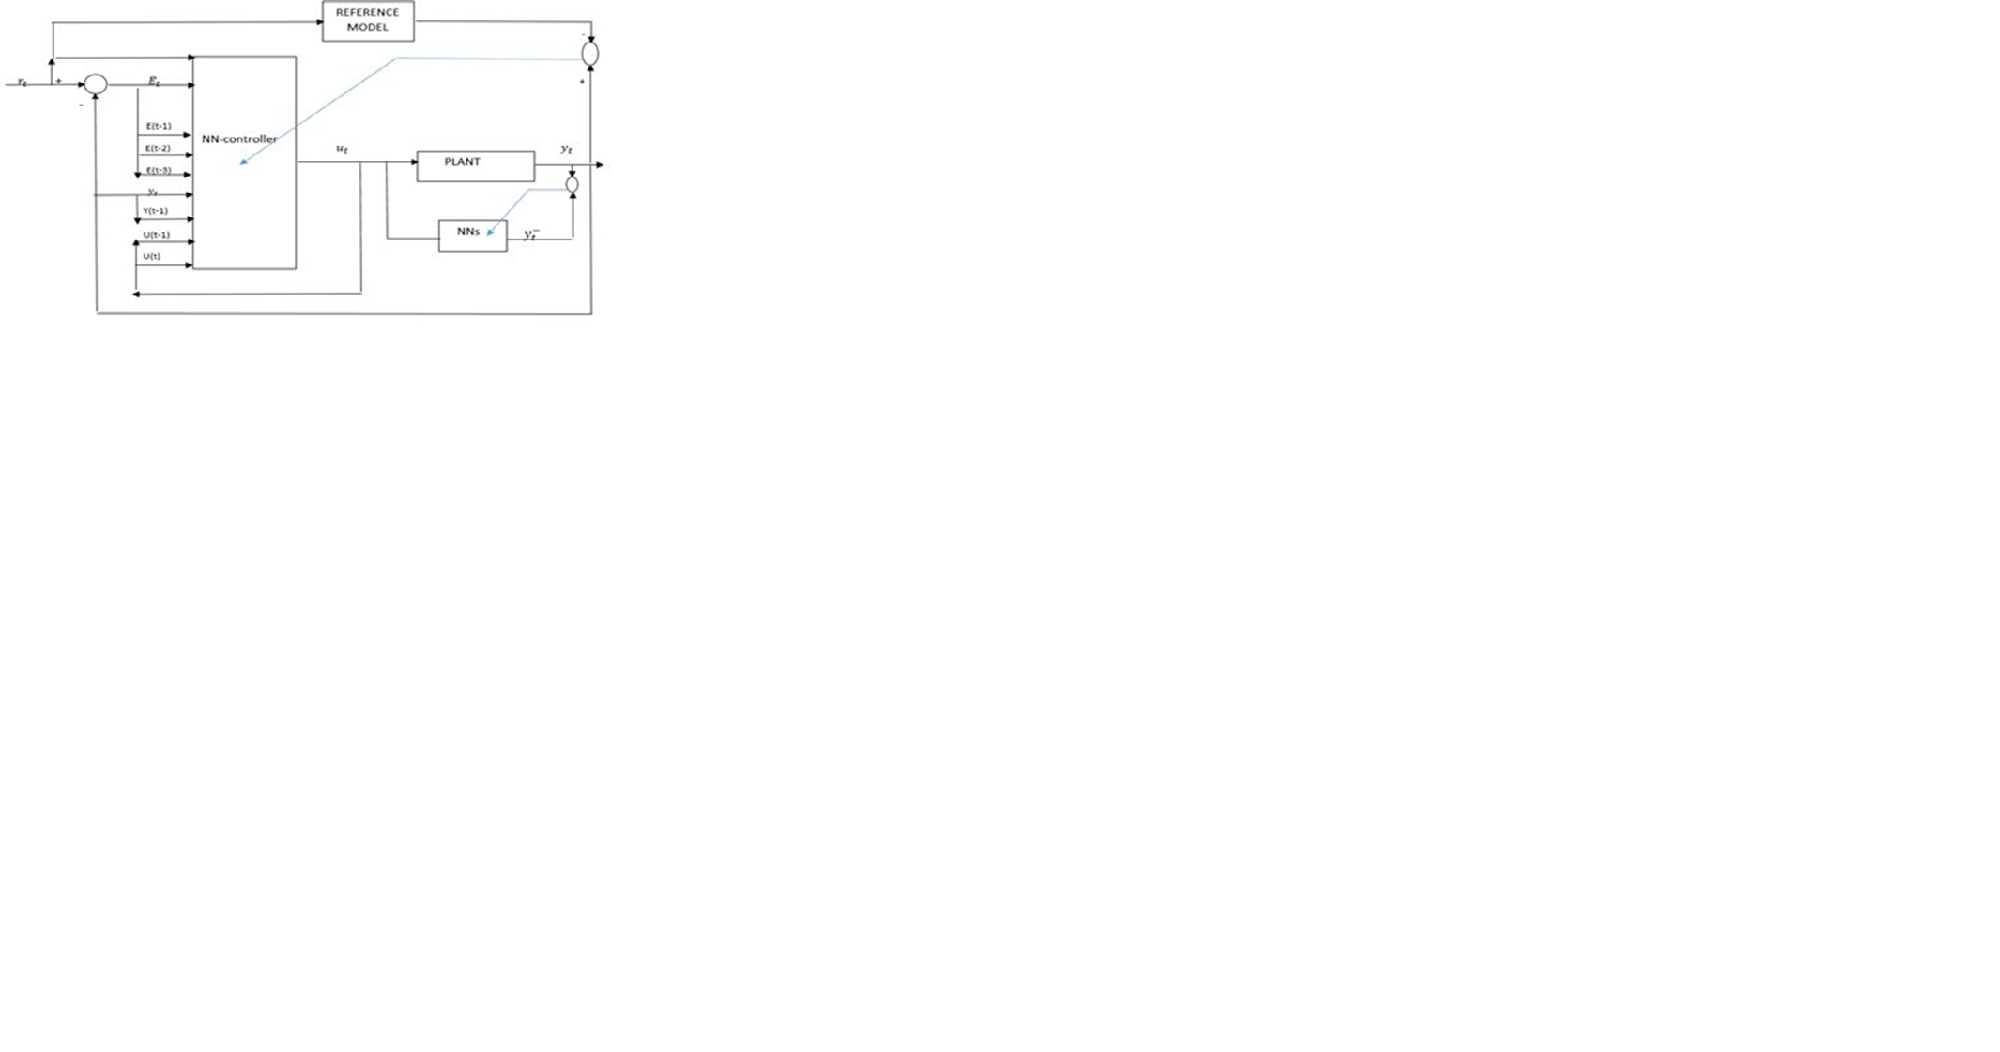 REFERENCE
MODEL
-
+
r_t
+
-
E_t
E(t-1)
E(t-2)
E(t-3)
y_t
Y(t-1)
U(t-1)
U(t)
NN-controller
u_t
PLANT
y_t
NNs
y_t^-